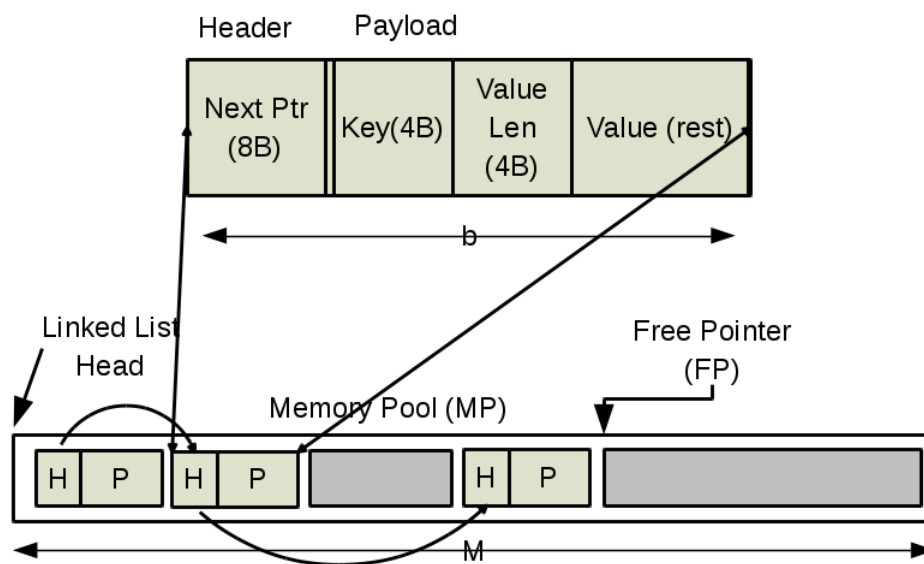 Header
Payload
Next Ptr
(8B)
Key(4B)
Value
Len
(4B)
Value (rest)
b
Linked List
Head
Free Pointer
(FP)
Memory Pool (MP)
H
P
H
P
H
P
M